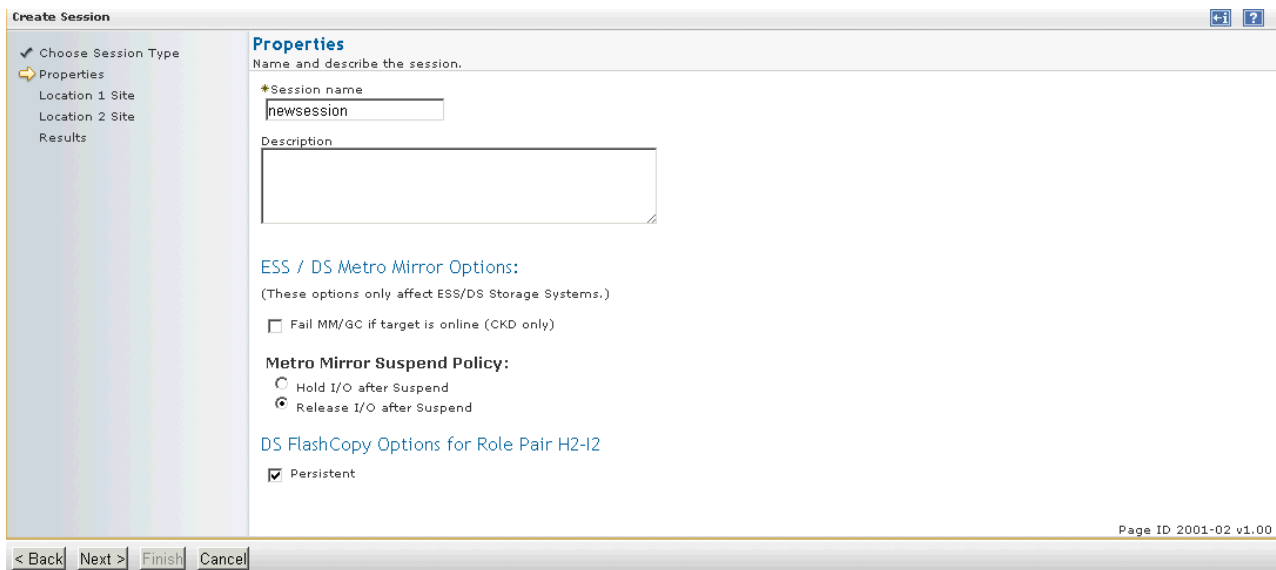 Create Session
?
Choose Session Type
Properties
Location 1 Site
Location 2 Site
Results
Properties
Name and describe the session.
*Session name
newsession
Description
ESS / DS Metro Mirror Options:
(These options only affect ESS/DS Storage Systems.)
Fail MM/GC if target is online (CKD only)
Metro Mirror Suspend Policy:
Hold I/O after Suspend
Release I/O after Suspend
DS FlashCopy Options for Role Pair H2-I2
Persistent
Page ID 2001-02 v1.00
< Back Next > Finish Cancel